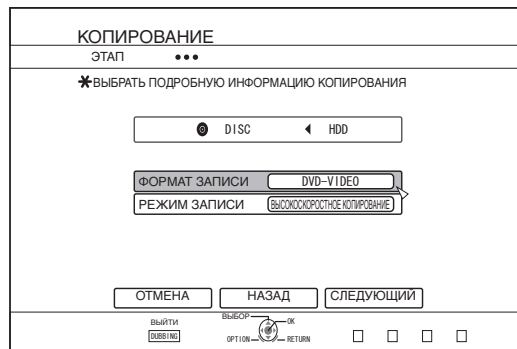 КОПИРОВАНИЕ
ЭТАП
ВЫБРАТЬ ПОДРОБНУЮ ИНФОРМАЦИЮ КОПИРОВАНИЯ
DISC HDD
ФОРМАТ ЗАПИСИ DVD-VIDEO
РЕЖИМ ЗАПИСИ ВЫСОКОСКОРОСТНОЕ КОПИРОВАНИЕ
ОТМЕНА НАЗАД СЛЕДУЮЩИЙ
ВЫЙТИ ВЫБОР OK
DUBBING OPTION RETURN